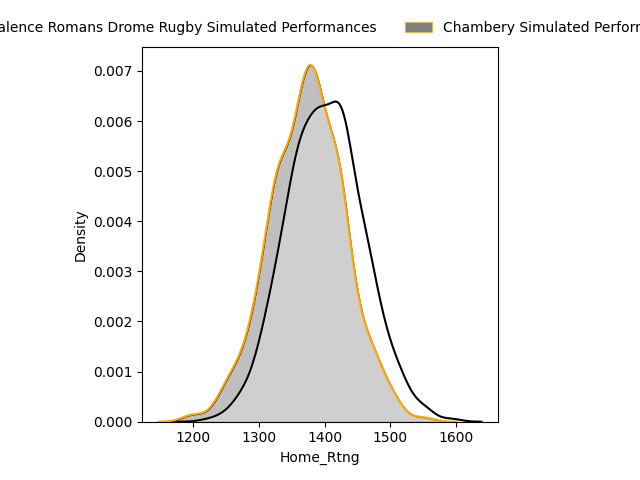 alence Romans Drome Rugby Simulated Performances
Chambery Simulated Perfor
0.007
0.006
0.005
0.004
0.003
0.002
0.001
0.000
Density
1200 1300 1400 1500 1600
Home_Rtng